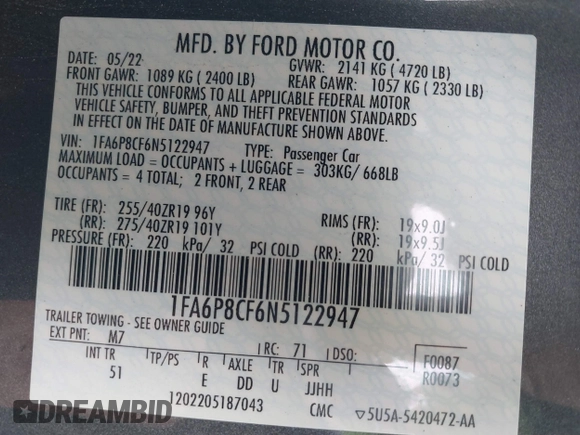 MFD. BY FORD MOTOR CO.
DATE: 05/22 GVWR: 2141 KG (4720 LB)
FRONT GAWR: 1089 KG (2400 LB) REAR GAWR: 1057 KG (2330 LB)
THIS VEHICLE CONFORMS TO ALL APPLICABLE FEDERAL MOTOR
VEHICLE SAFETY, BUMPER, AND THEFT PREVENTION STANDARDS
IN EFFECT ON THE DATE OF MANUFACTURE SHOWN ABOVE.
VIN: 1FA6P8CF6N5122947 TYPE: Passenger Car
MAXIMUM LOAD = OCCUPANTS + LUGGAGE = 303KG/ 668LB
OCCUPANTS = 4 TOTAL; 2 FRONT, 2 REAR
TIRE (FR): 255/40ZR19 96Y RIMS (FR): 19x9.0J
(RR): 275/40ZR19 101Y (RR): 19x9.5J
PRESSURE (FR): 220 kPa/ 32 PSI COLD (RR): 220 kPa/ 32 PSI COLD
1FA6P8CF6N5122947
TRAILER TOWING - SEE OWNER GUIDE
EXT PNT: M7 RC: 71 DSO: F0087
INT TR TP/PS R AXLE TR SPR R0073
51 E DD U JJHH
1202205187043 CMC ▽5U5A-5420472-AA
DREAMBID